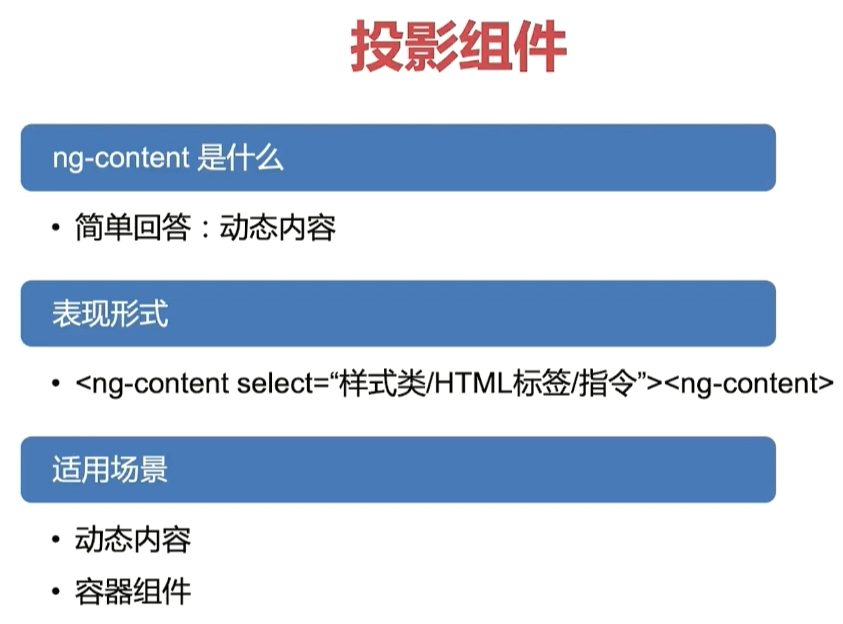 投影组件
ng-content 是什么
• 简单回答：动态内容
表现形式
• <ng-content select=“样式类/HTML标签/指令”><ng-content>
适用场景
• 动态内容
• 容器组件